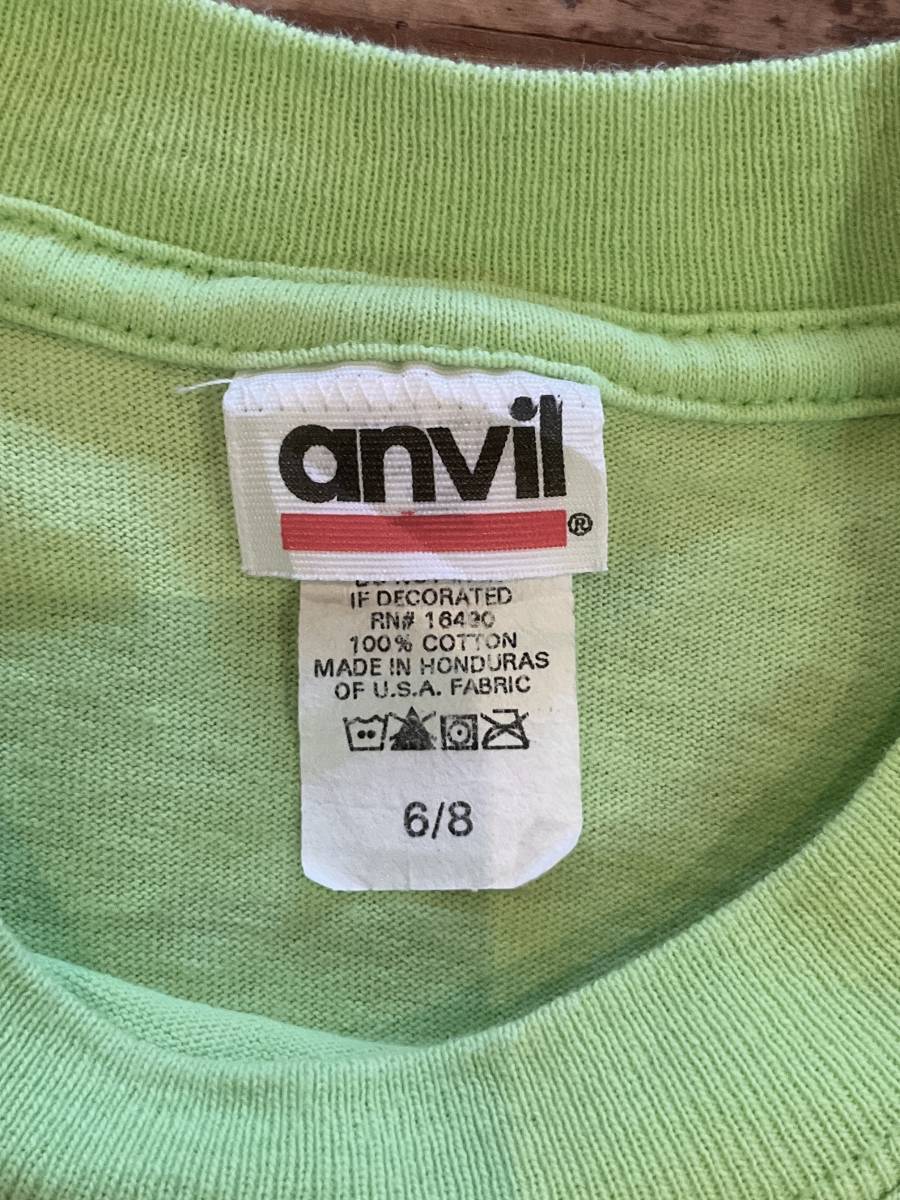 anvil
®
IF DECORATED
RN# 16490
100% COTTON
MADE IN HONDURAS
OF U.S.A. FABRIC
6/8